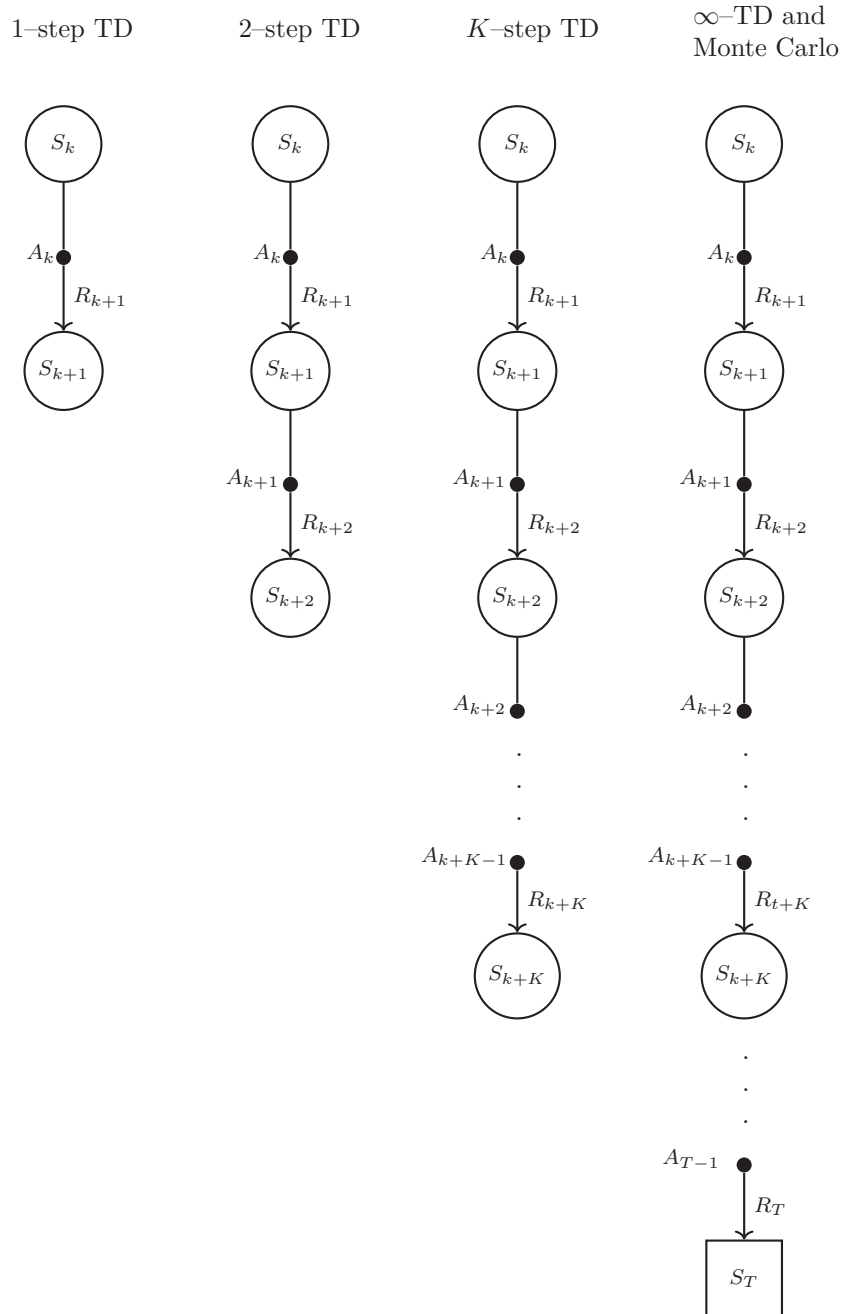 1–step TD
2–step TD
K–step TD
∞–TD and
Monte Carlo
S_k
S_k
S_k
S_k
A_k
A_k
A_k
A_k
R_{k+1}
R_{k+1}
R_{k+1}
R_{k+1}
S_{k+1}
S_{k+1}
S_{k+1}
S_{k+1}
A_{k+1}
A_{k+1}
A_{k+1}
R_{k+2}
R_{k+2}
R_{k+2}
S_{k+2}
S_{k+2}
S_{k+2}
A_{k+2}
A_{k+2}
A_{k+K−1}
A_{k+K−1}
R_{k+K}
R_{t+K}
S_{k+K}
S_{k+K}
A_{T−1}
R_T
S_T